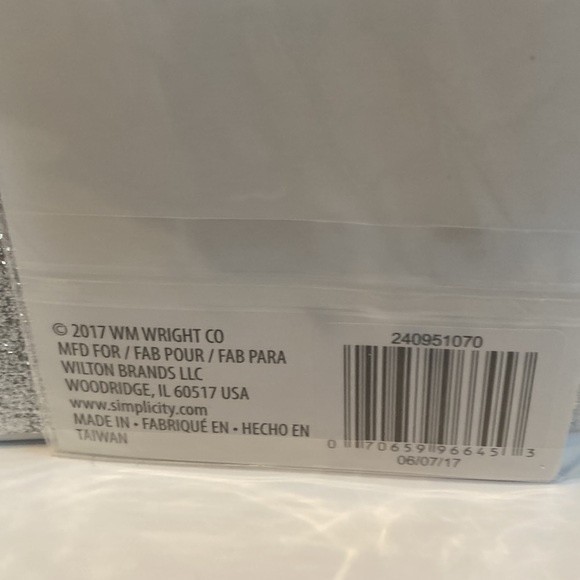 © 2017 WM WRIGHT CO
MFD FOR / FAB POUR / FAB PARA
WILTON BRANDS LLC
WOODRIDGE, IL 60517 USA
www.simplicity.com
MADE IN • FABRIQUÉ EN • HECHO EN
TAIWAN
240951070
0 70659 96645 3
06/07/17